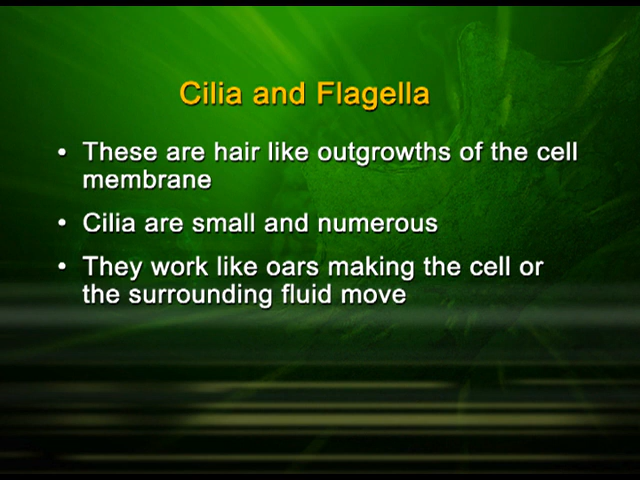 Cilia and Flagella
• These are hair like outgrowths of the cell
membrane
• Cilia are small and numerous
• They work like oars making the cell or
the surrounding fluid move